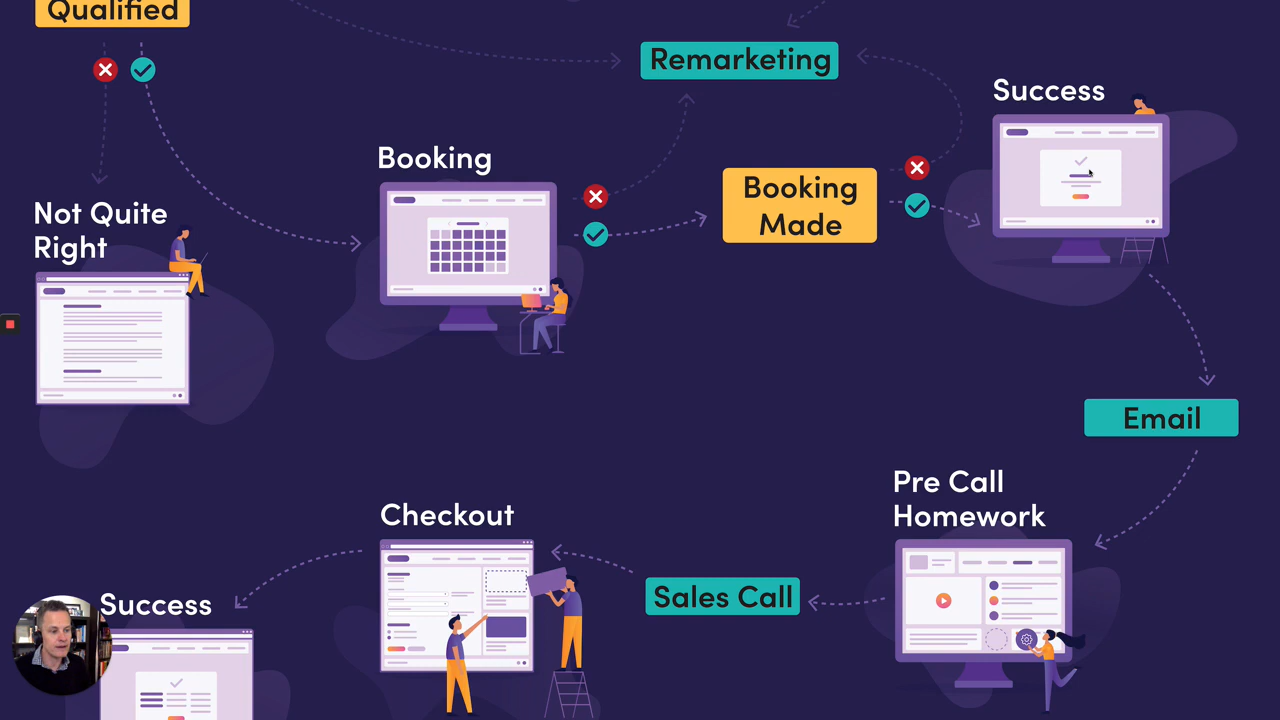 Qualified
Remarketing
Success
Booking
Booking
Made
Not Quite
Right
Email
Pre Call
Homework
Checkout
Sales Call
Success